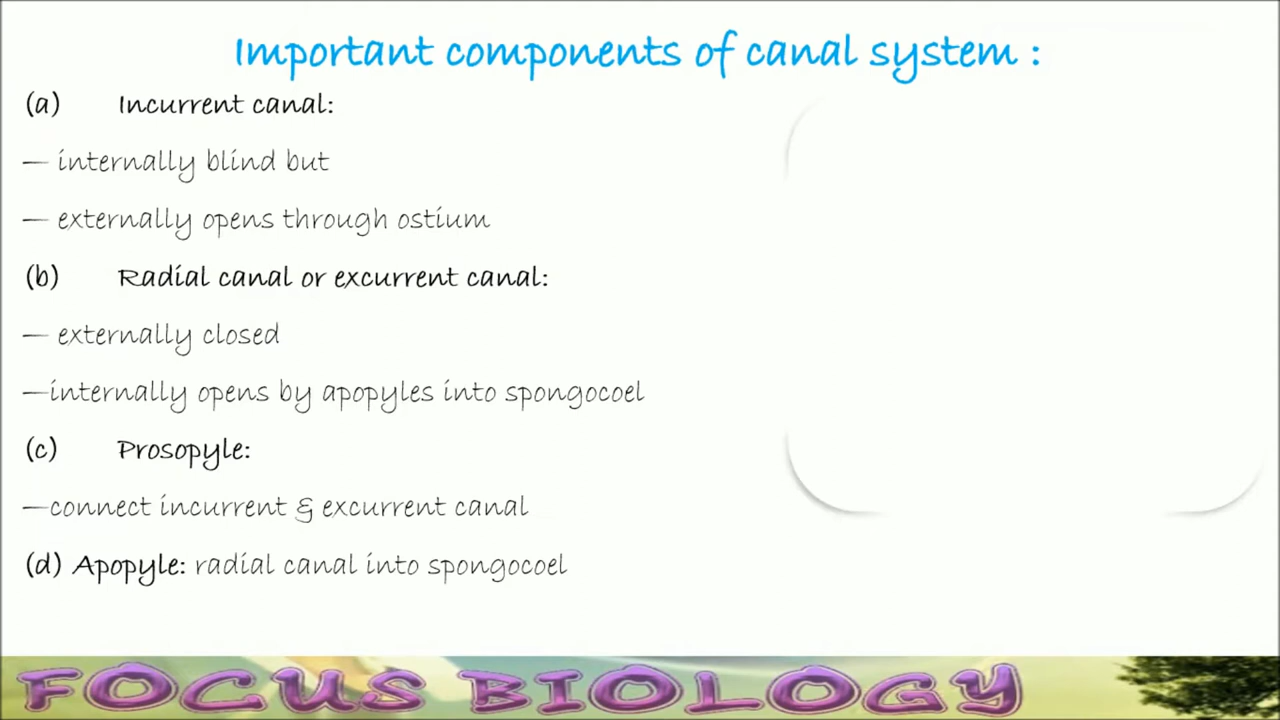 Important components of canal system :
(a) Incurrent canal:
— internally blind but
— externally opens through ostium
(b) Radial canal or excurrent canal:
— externally closed
—internally opens by apopyles into spongocoel
(c) Prosopyle:
—connect incurrent & excurrent canal
(d) Apopyle: radial canal into spongocoel
FOCUS BIOLOGY